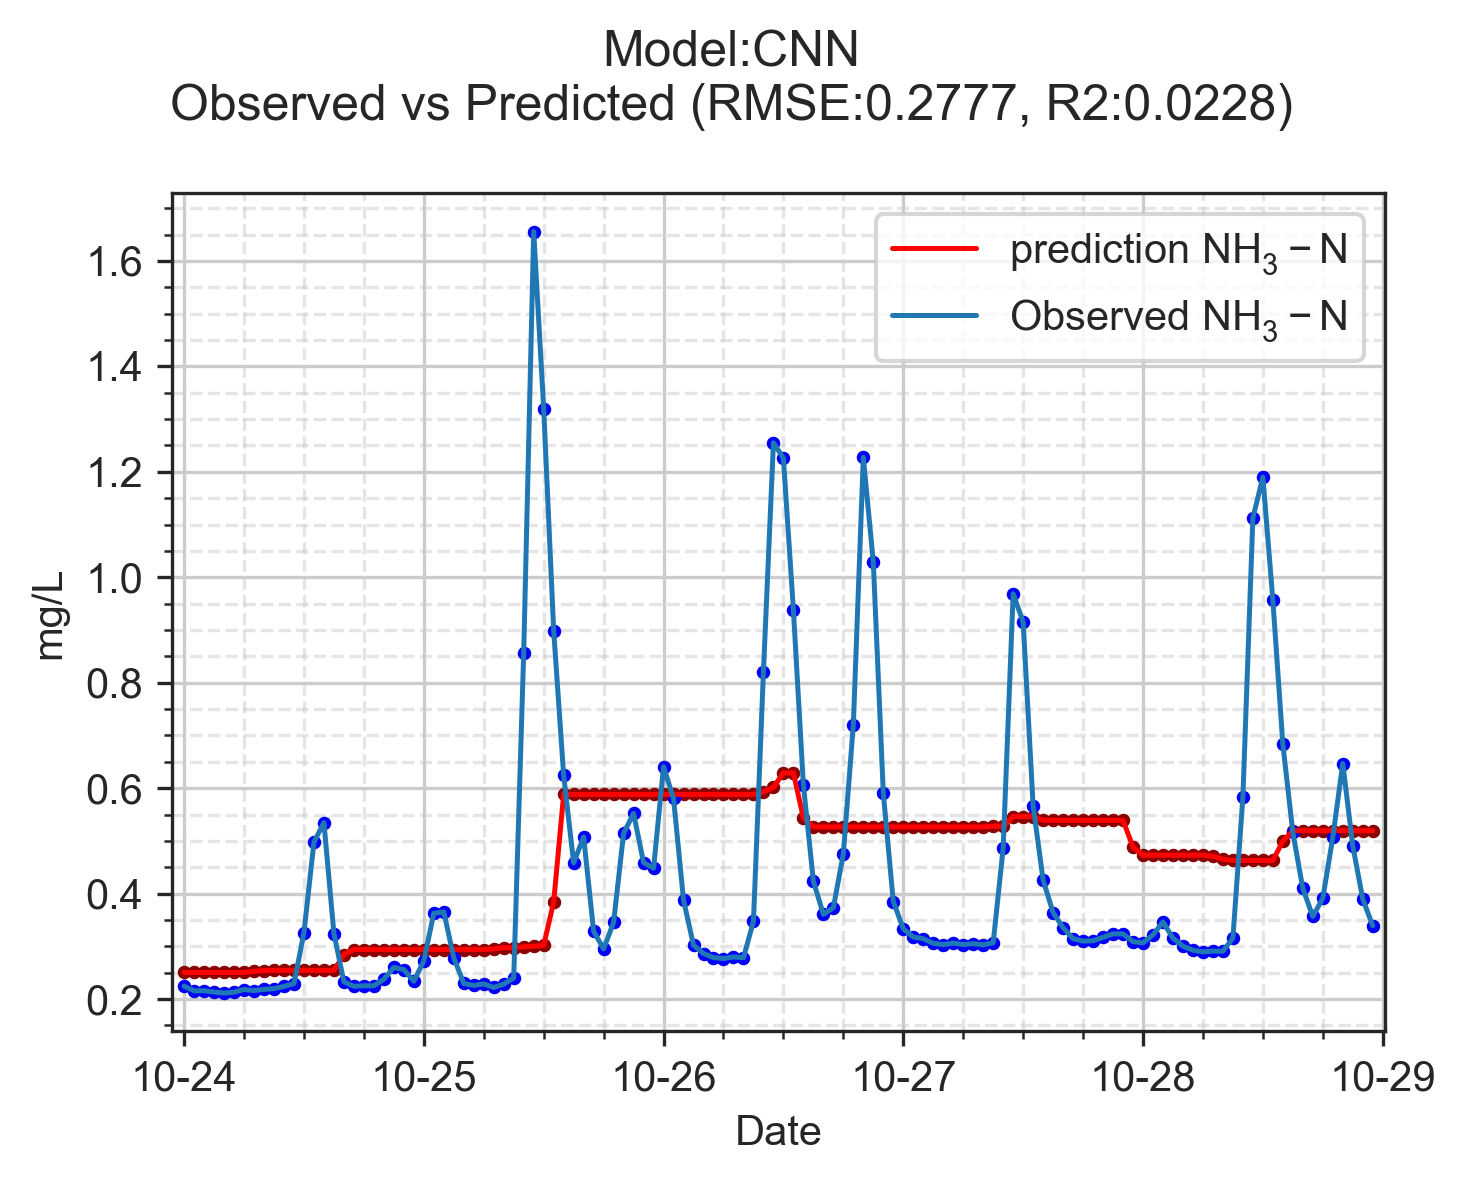 Model:CNN
Observed vs Predicted (RMSE:0.2777, R2:0.0228)
prediction NH₃ − N
Observed NH₃ − N
1.6
1.4
1.2
1.0
0.8
0.6
0.4
0.2
mg/L
10-24 10-25 10-26 10-27 10-28 10-29
Date